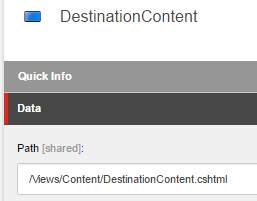 DestinationContent
Quick Info
Data
Path [shared]:
/Views/Content/DestinationContent.cshtml